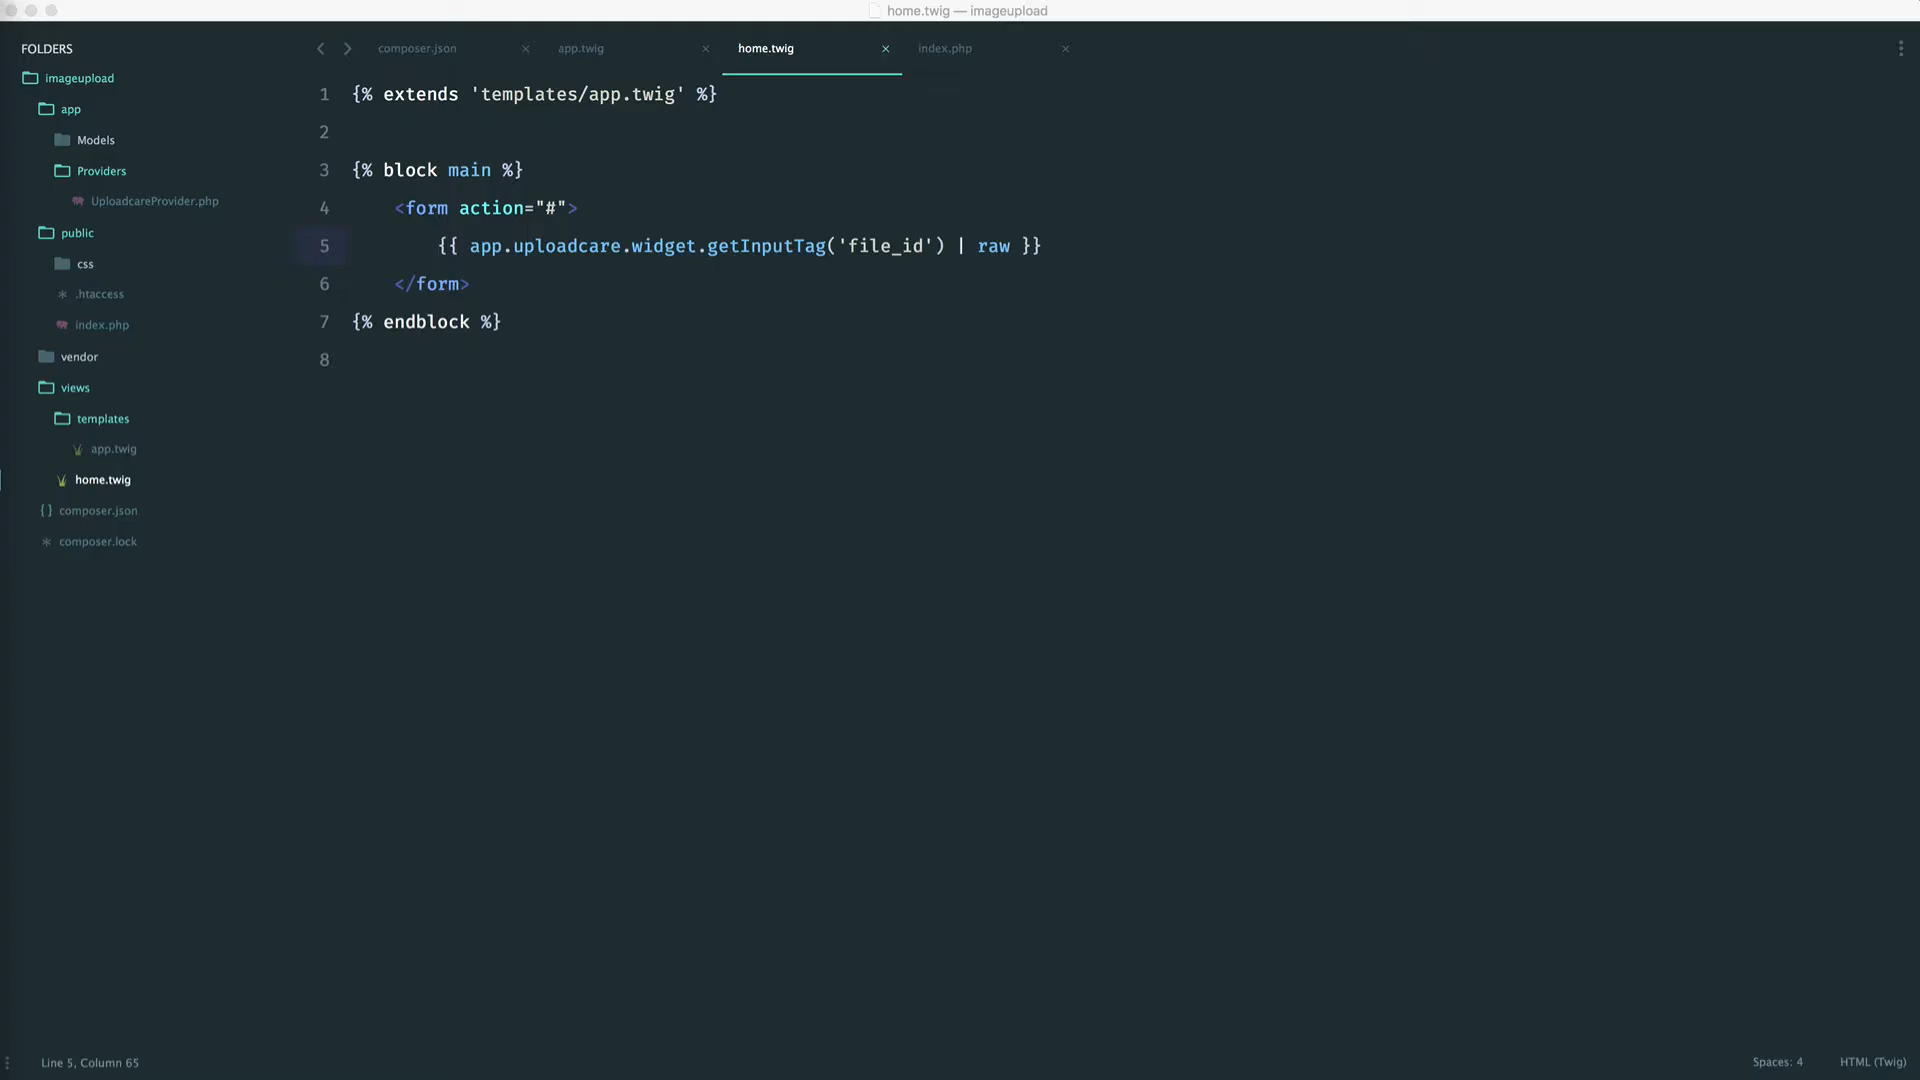 home.twig — imageupload
FOLDERS
imageupload
app
Models
Providers
UploadcareProvider.php
public
css
.htaccess
index.php
vendor
views
templates
app.twig
home.twig
composer.json
composer.lock
composer.json × app.twig × home.twig × index.php ×
1 {% extends 'templates/app.twig' %}
2
3 {% block main %}
4 <form action="#">
5 {{ app.uploadcare.widget.getInputTag('file_id') | raw }}
6 </form>
7 {% endblock %}
8
Line 5, Column 65
Spaces: 4
HTML (Twig)